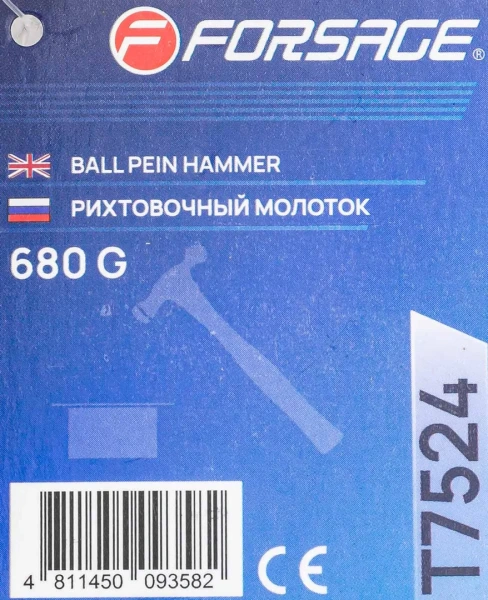 FORSAGE®
BALL PEIN HAMMER
РИХТОВОЧНЫЙ МОЛОТОК
680 G
T7524
4 811450 093582
CE